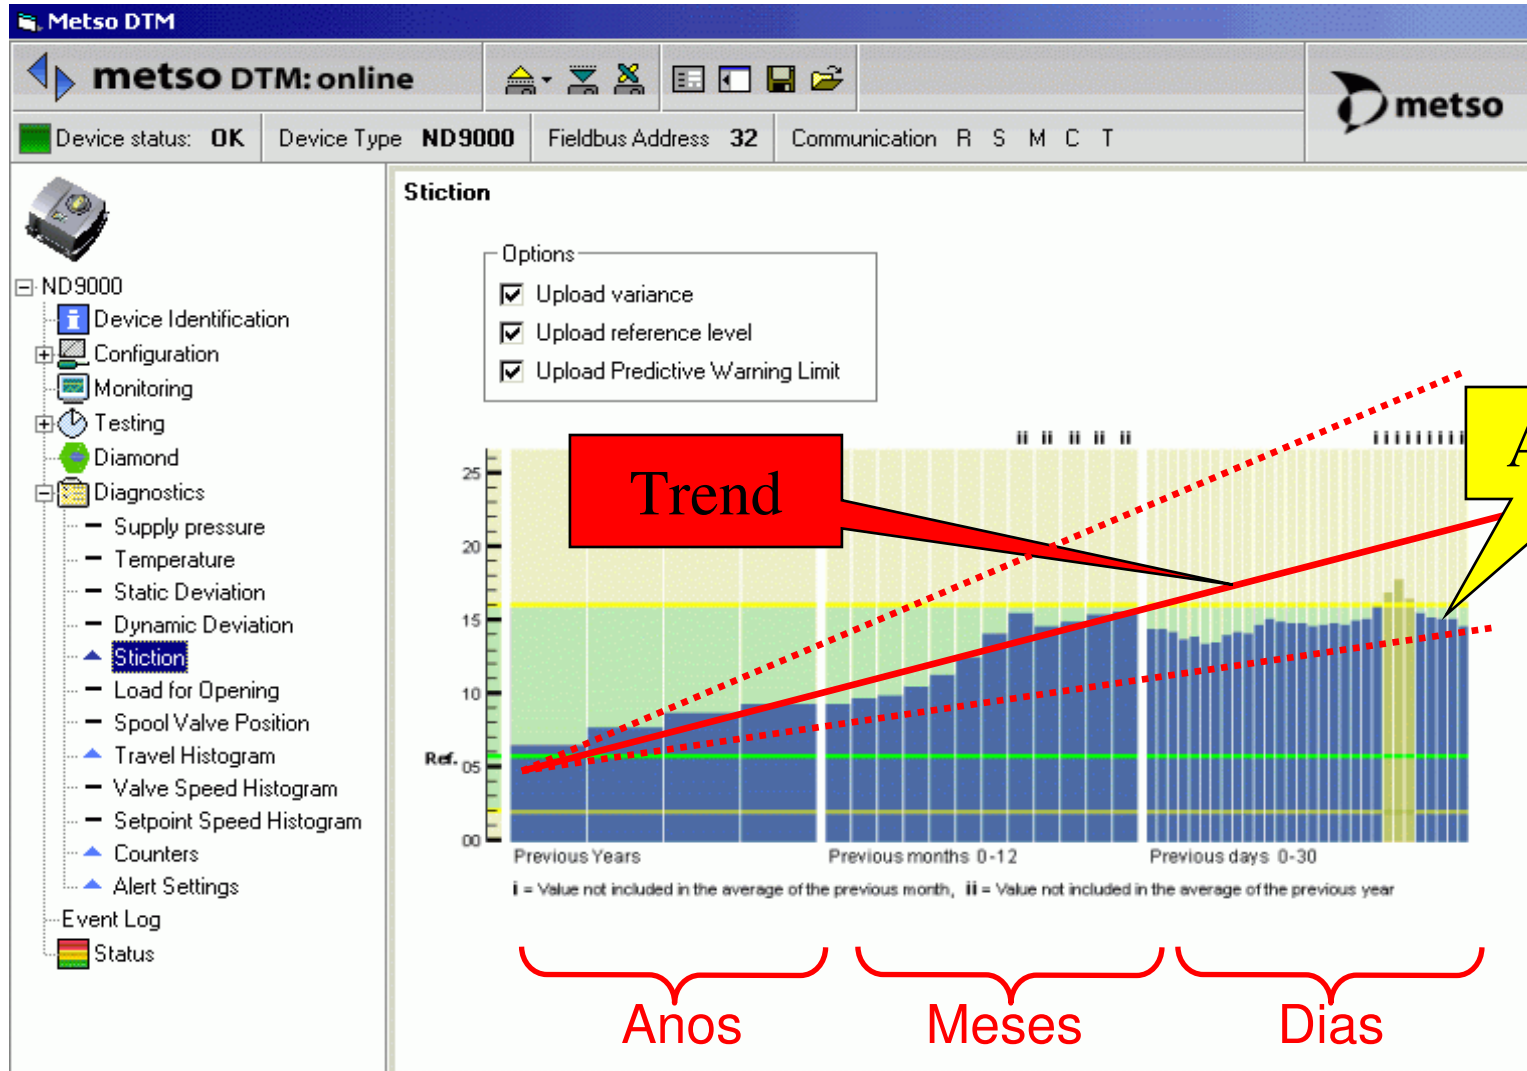 Metso DTM
metso DTM: online
metso
Device status: OK
Device Type ND9000
Fieldbus Address 32
Communication R S M C T
ND9000
Device Identification
Configuration
Monitoring
Testing
Diamond
Diagnostics
Supply pressure
Temperature
Static Deviation
Dynamic Deviation
Stiction
Load for Opening
Spool Valve Position
Travel Histogram
Valve Speed Histogram
Setpoint Speed Histogram
Counters
Alert Settings
Event Log
Status
Stiction
Options
Upload variance
Upload reference level
Upload Predictive Warning Limit
ii ii ii ii ii
i i i i i i i i i
Trend
A
25
20
15
10
Ref. 05
00
Previous Years
Previous months 0-12
Previous days 0-30
i = Value not included in the average of the previous month, ii = Value not included in the average of the previous year
Anos
Meses
Dias